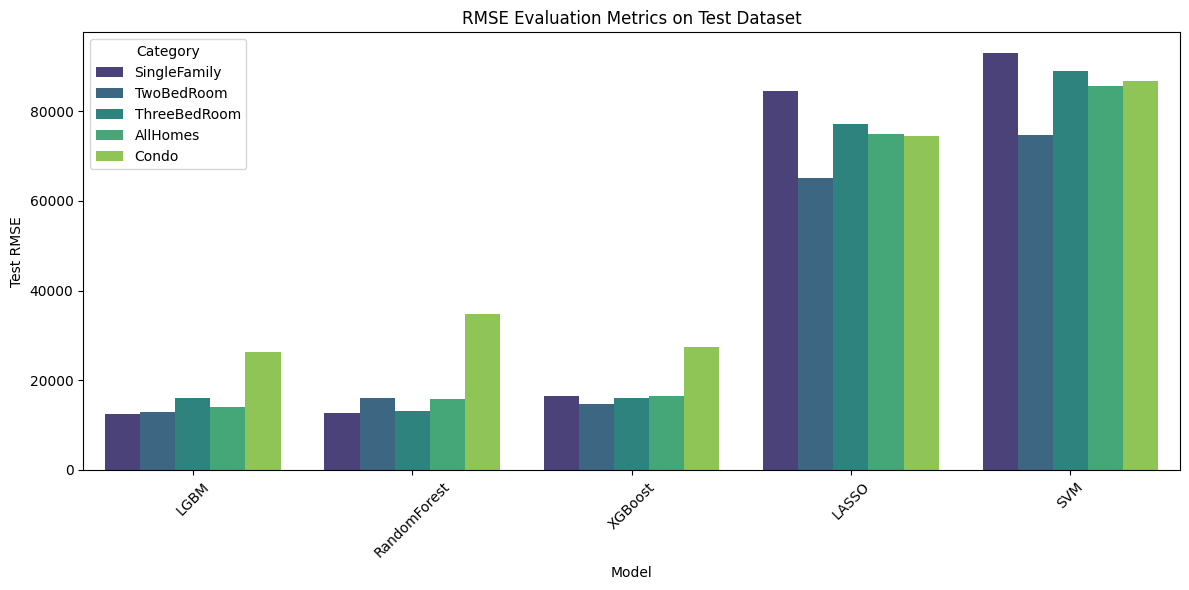 RMSE Evaluation Metrics on Test Dataset
Category
SingleFamily
TwoBedRoom
ThreeBedRoom
AllHomes
Condo
Test RMSE
80000
60000
40000
20000
0
LGBM
RandomForest
XGBoost
LASSO
SVM
Model